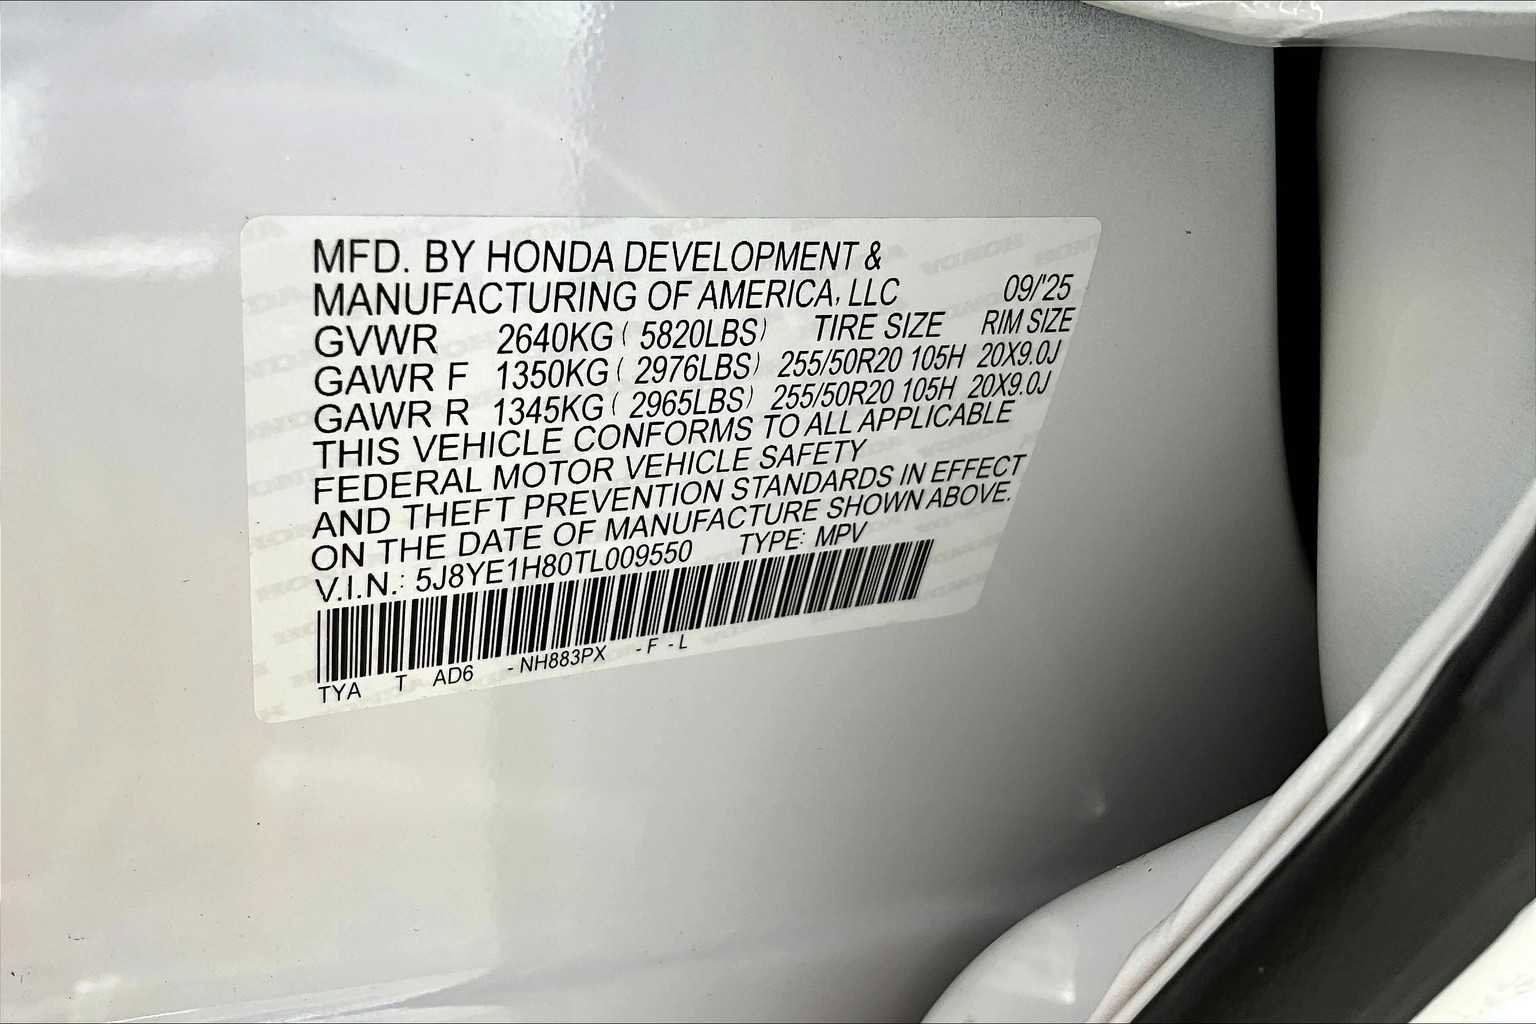 MFD. BY HONDA DEVELOPMENT &
MANUFACTURING OF AMERICA, LLC 09/'25
GVWR 2640KG ( 5820LBS) TIRE SIZE RIM SIZE
GAWR F 1350KG ( 2976LBS) 255/50R20 105H 20X9.0J
GAWR R 1345KG ( 2965LBS) 255/50R20 105H 20X9.0J
THIS VEHICLE CONFORMS TO ALL APPLICABLE
FEDERAL MOTOR VEHICLE SAFETY
AND THEFT PREVENTION STANDARDS IN EFFECT
ON THE DATE OF MANUFACTURE SHOWN ABOVE.
V.I.N.: 5J8YE1H80TL009550 TYPE: MPV
TYA T AD6 - NH883PX - F - L